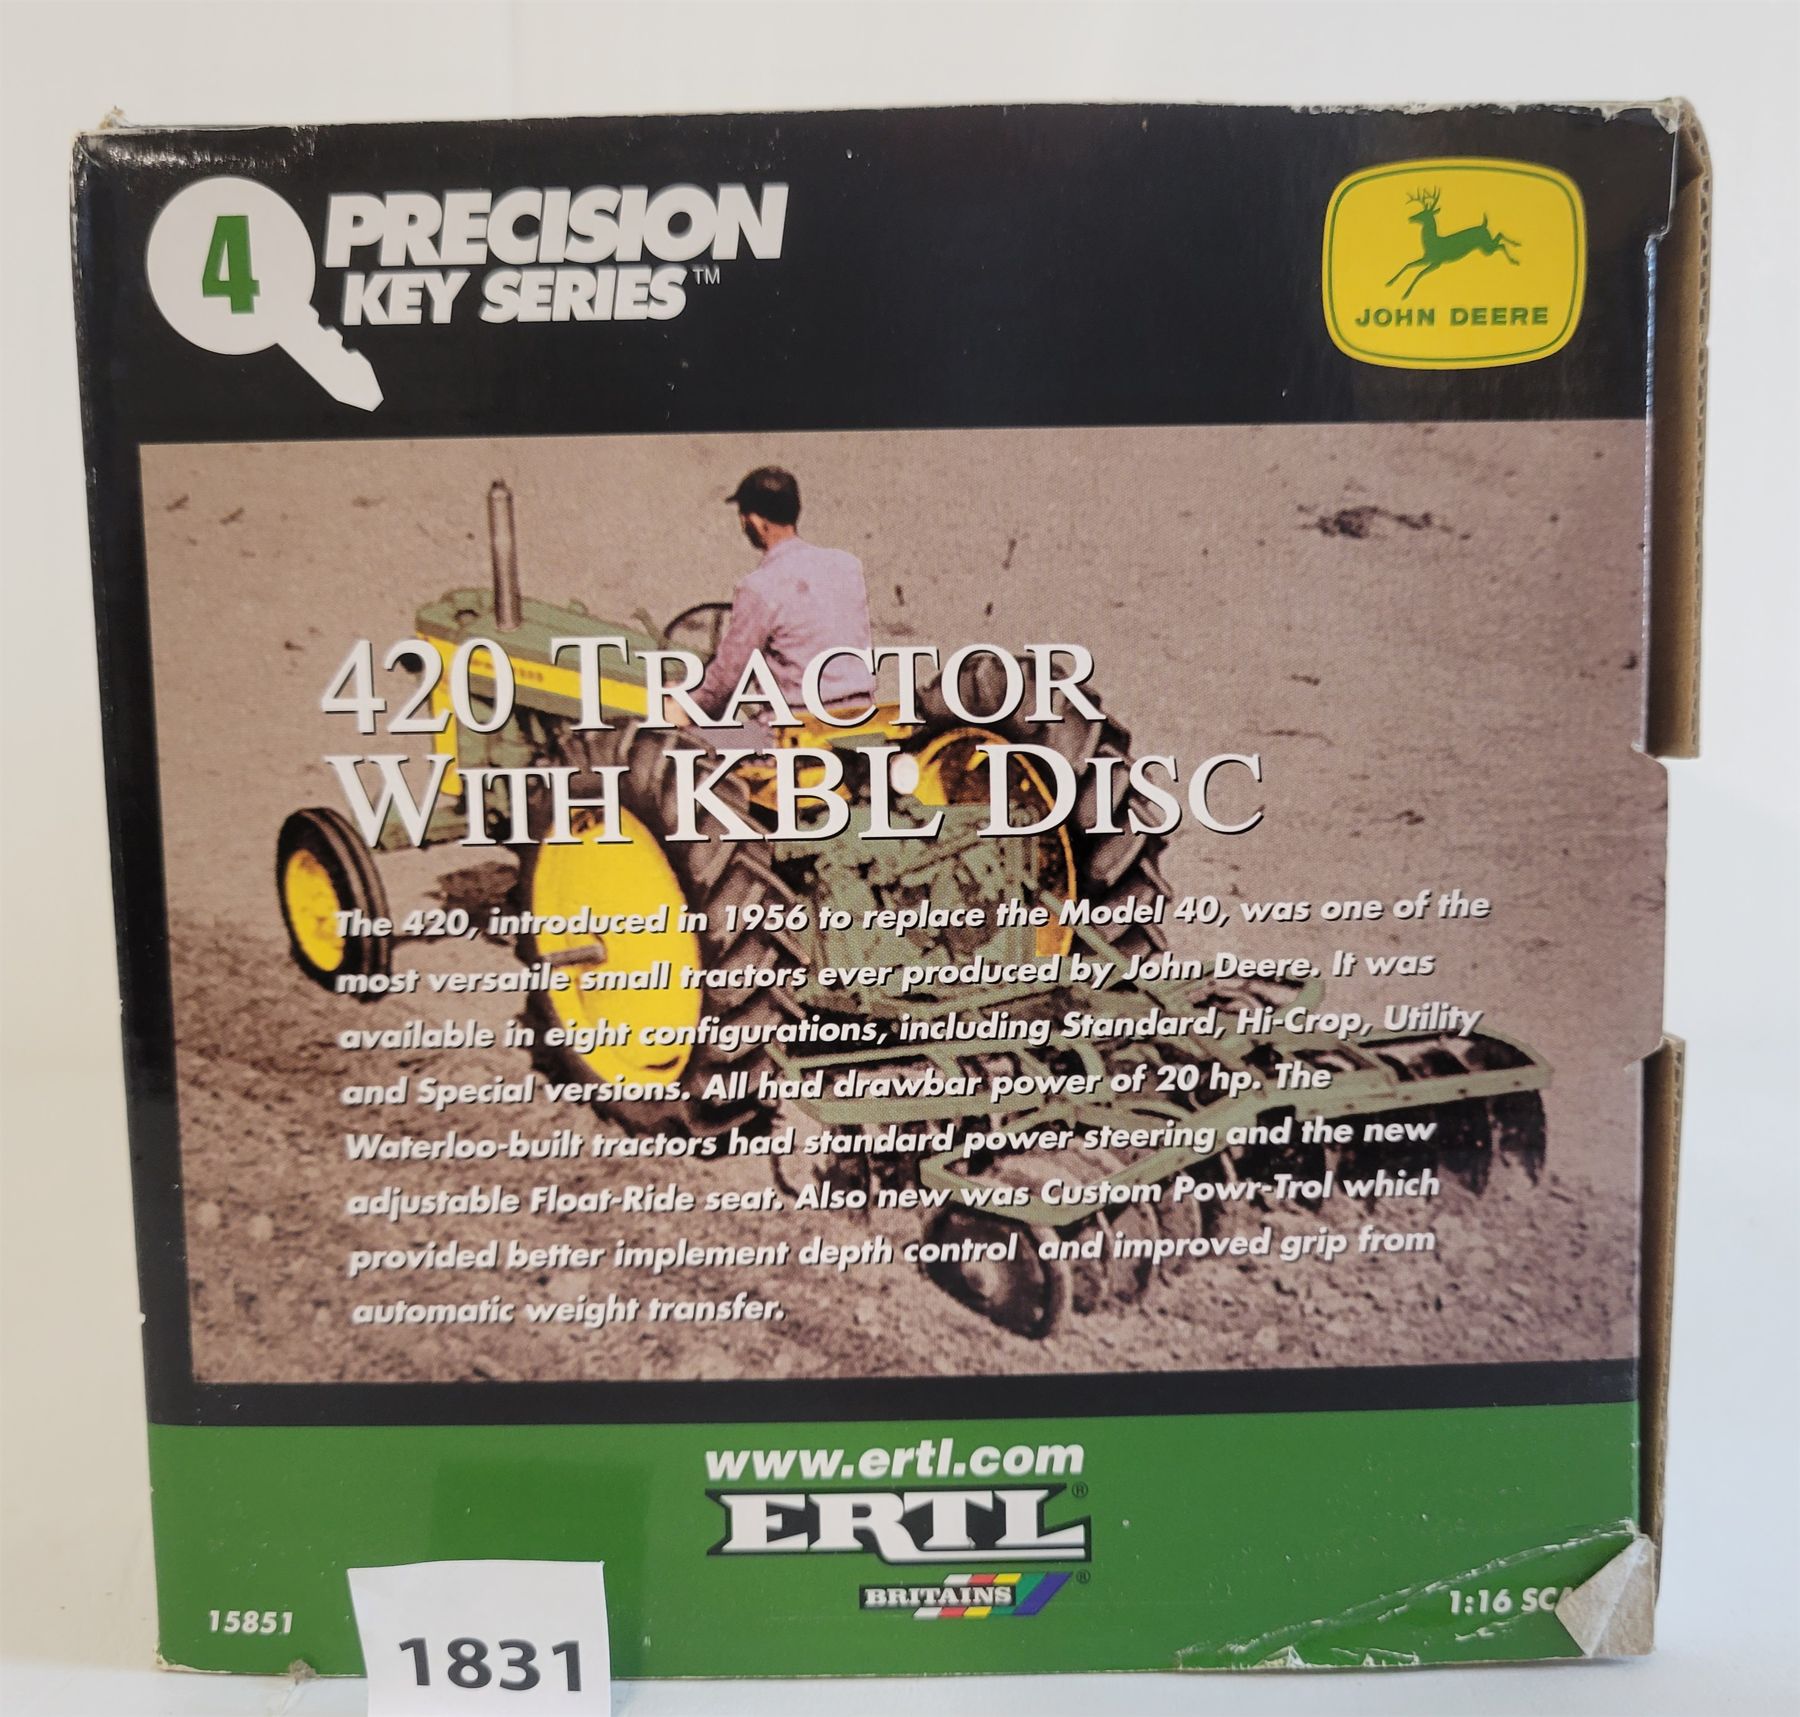 4
PRECISION
KEY SERIES™
JOHN DEERE
420 TRACTOR
WITH KBL DISC
The 420, introduced in 1956 to replace the Model 40, was one of the
most versatile small tractors ever produced by John Deere. It was
available in eight configurations, including Standard, Hi-Crop, Utility
and Special versions. All had drawbar power of 20 hp. The
Waterloo-built tractors had standard power steering and the new
adjustable Float-Ride seat. Also new was Custom Powr-Trol which
provided better implement depth control and improved grip from
automatic weight transfer.
www.ertl.com
ERTL®
BRITAINS®
15851
1:16
1831